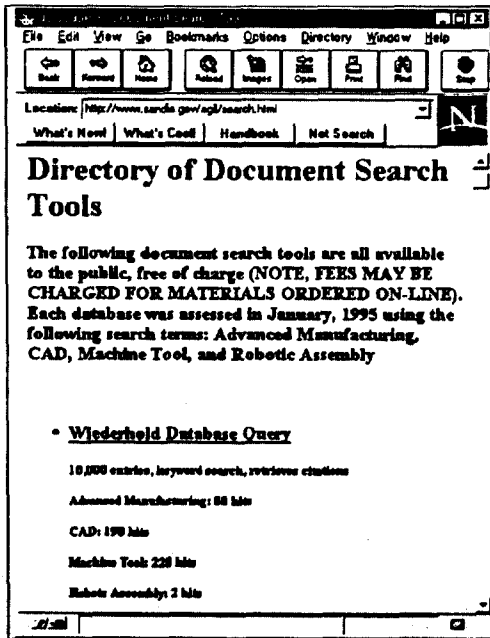 Document Search
File Edit View Go Bookmarks Options Directory Window Help
Back Forward Home Reload Images Open Print Find Stop
Location: http://www.sandia.gov/agil/search.html
N
What's New! What's Cool! Handbook Net Search
Directory of Document Search
Tools
The following document search tools are all available
to the public, free of charge (NOTE, FEES MAY BE
CHARGED FOR MATERIALS ORDERED ON-LINE).
Each database was assessed in January, 1995 using the
following search terms: Advanced Manufacturing,
CAD, Machine Tool, and Robotic Assembly
• Wiederhold Database Query
10,000 entries, keyword search, retrieves citations
Advanced Manufacturing: hits
CAD: hits
Machine Tool: hits
Robotic Assembly: 2 hits